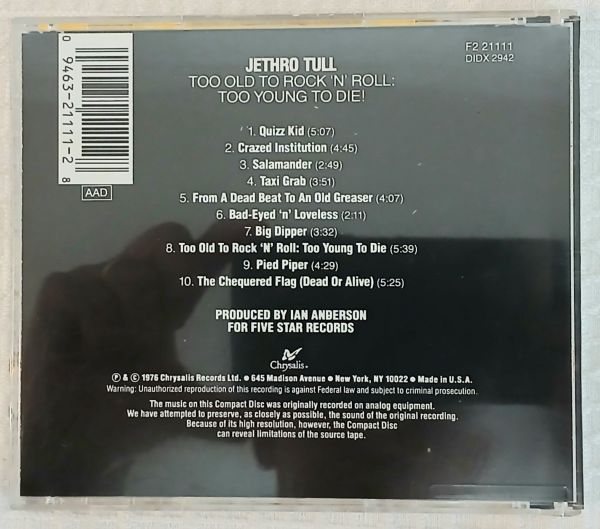 0 9463-21111-2 8
AAD
F2 21111
DIDX 2942
JETHRO TULL
TOO OLD TO ROCK 'N' ROLL:
TOO YOUNG TO DIE!
1. Quizz Kid (5:07)
2. Crazed Institution (4:45)
3. Salamander (2:49)
4. Taxi Grab (3:51)
5. From A Dead Beat To An Old Greaser (4:07)
6. Bad-Eyed 'n' Loveless (2:11)
7. Big Dipper (3:32)
8. Too Old To Rock 'N' Roll: Too Young To Die (5:39)
9. Pied Piper (4:29)
10. The Chequered Flag (Dead Or Alive) (5:25)
PRODUCED BY IAN ANDERSON
FOR FIVE STAR RECORDS
Chrysalis
℗ & © 1976 Chrysalis Records Ltd. ● 645 Madison Avenue ● New York, NY 10022 ● Made in U.S.A.
Warning: Unauthorized reproduction of this recording is against Federal law and subject to criminal prosecution.
The music on this Compact Disc was originally recorded on analog equipment.
We have attempted to preserve, as closely as possible, the sound of the original recording.
Because of its high resolution, however, the Compact Disc
can reveal limitations of the source tape.